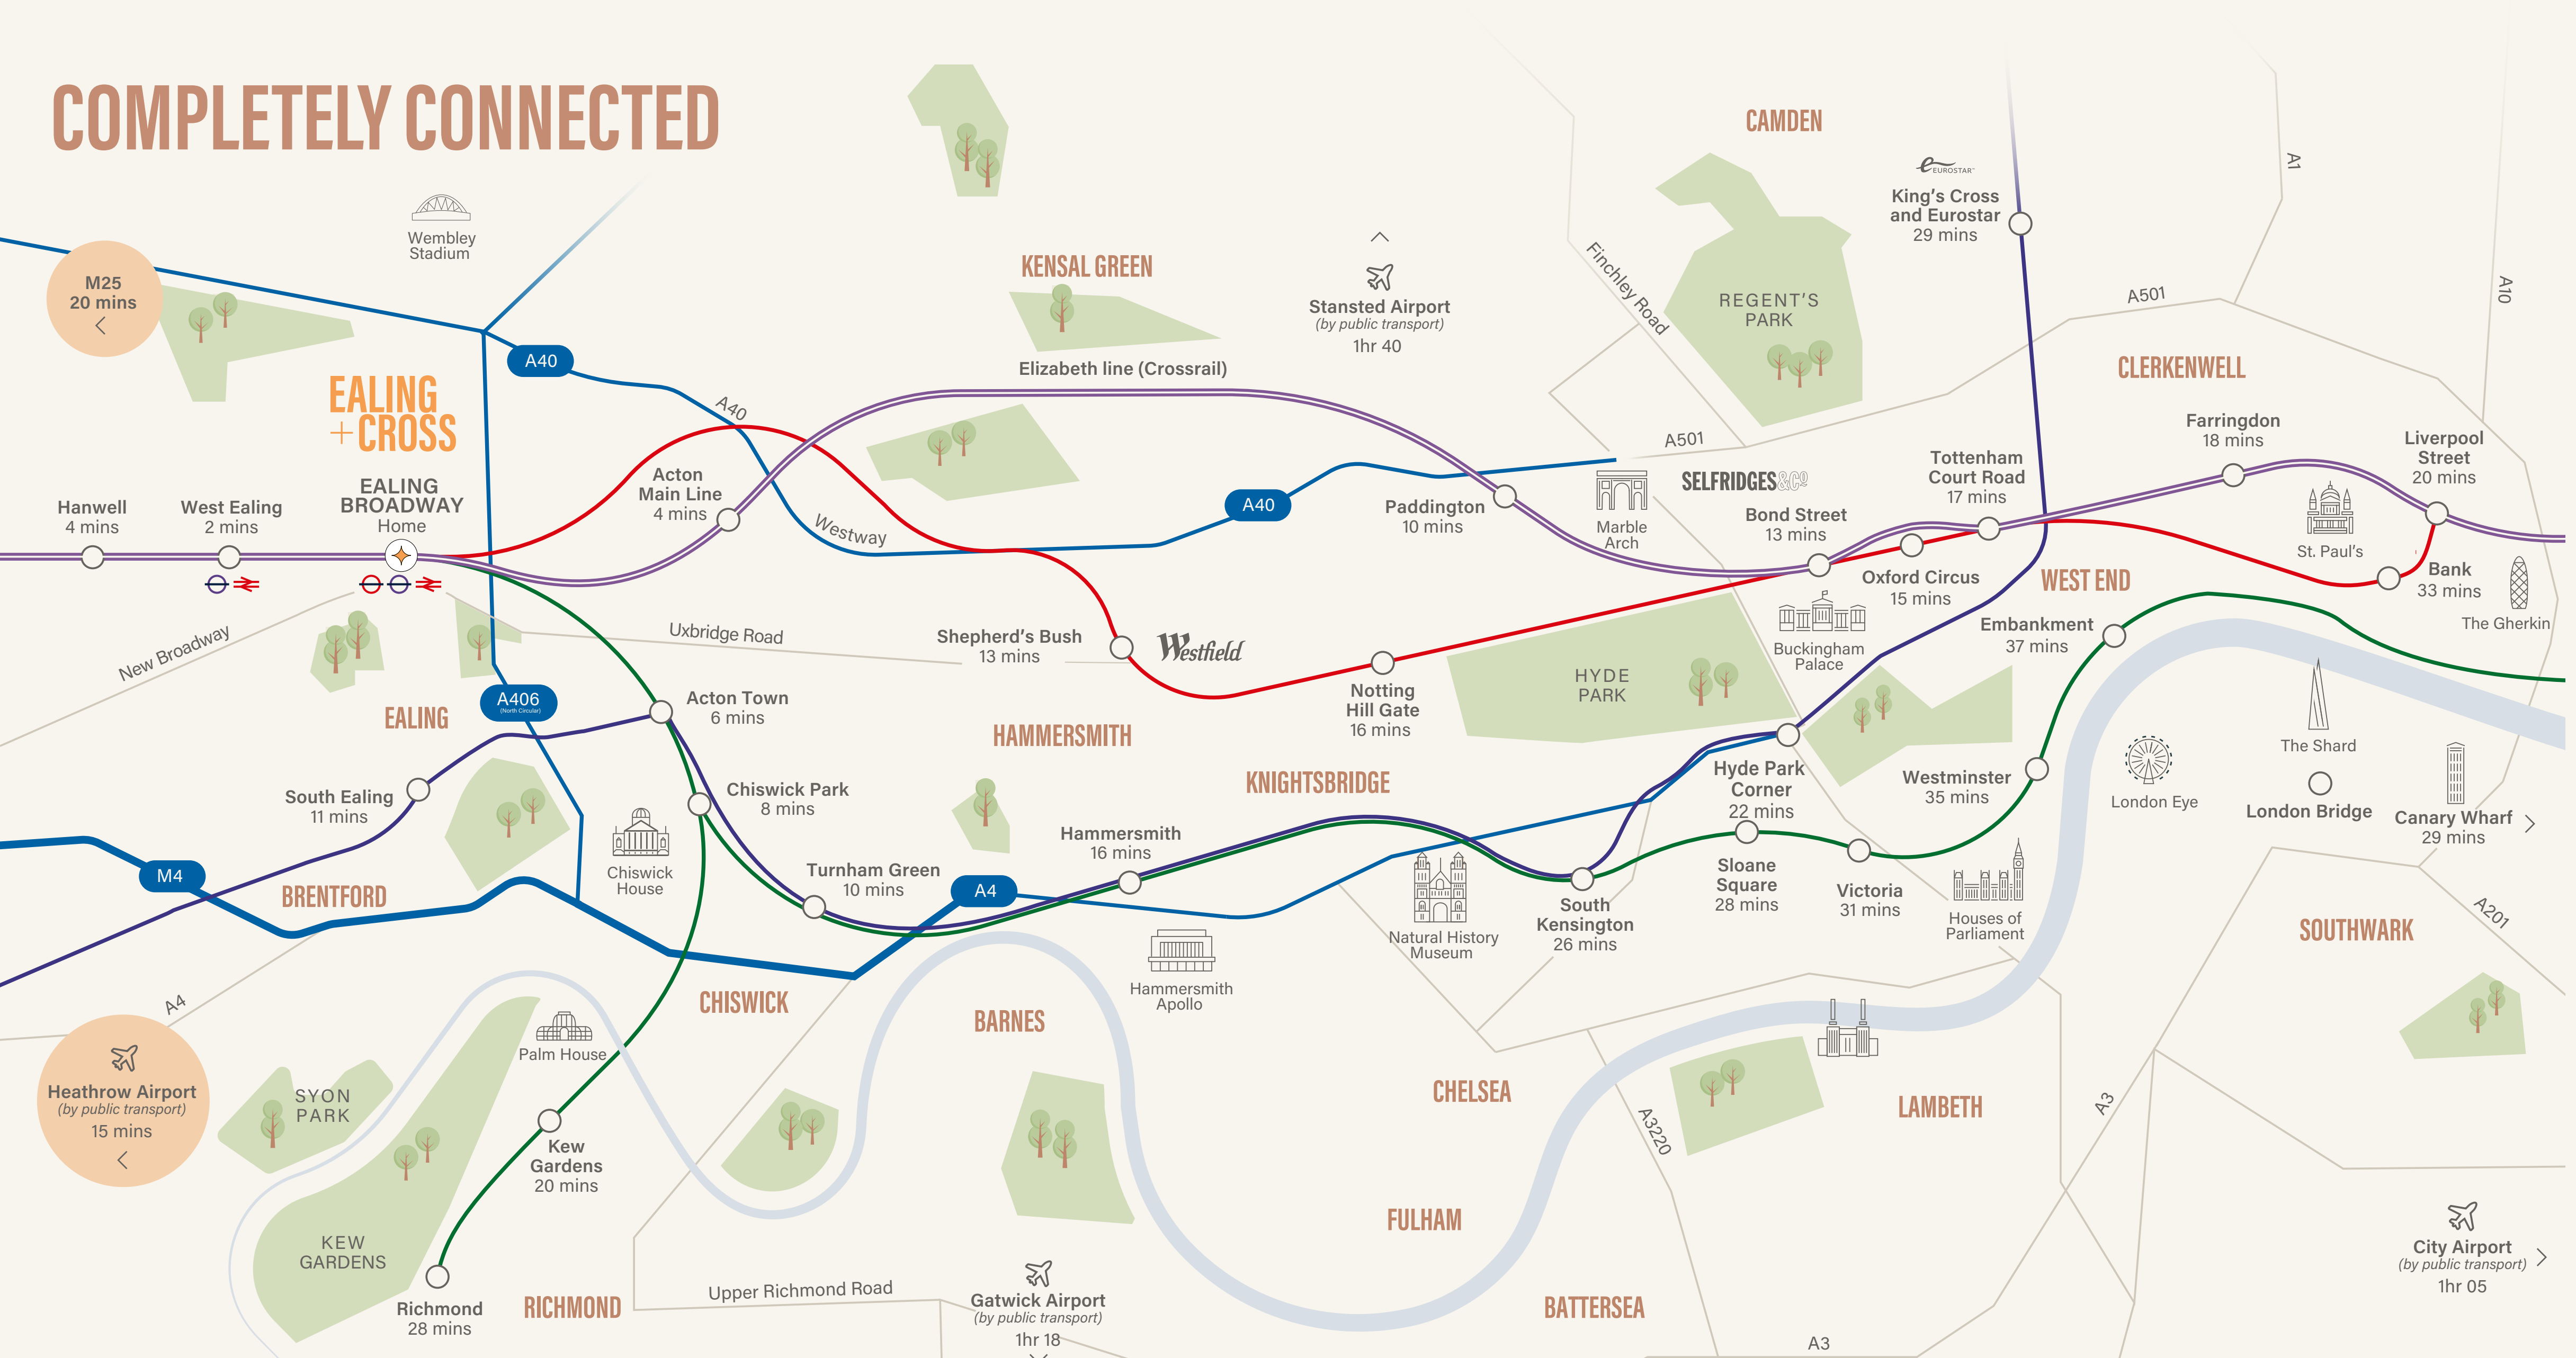 COMPLETELY CONNECTED
CAMDEN
EUROSTAR
King's Cross
and Eurostar
29 mins
A1
Wembley
Stadium
M25
20 mins
KENSAL GREEN
Stansted Airport
(by public transport)
1hr 40
Finchley Road
REGENT'S
PARK
A501
A10
A40
Elizabeth line (Crossrail)
CLERKENWELL
EALING
+CROSS
A40
Farringdon
18 mins
Liverpool
Street
20 mins
A501
Tottenham
Court Road
17 mins
SELFRIDGES&CO
Acton
Main Line
4 mins
EALING
BROADWAY
Home
Hanwell
4 mins
West Ealing
2 mins
Westway
A40
Paddington
10 mins
Marble
Arch
Bond Street
13 mins
St. Paul's
Oxford Circus
15 mins
WEST END
Bank
33 mins
The Gherkin
New Broadway
Uxbridge Road
Shepherd's Bush
13 mins
Westfield
Buckingham
Palace
Embankment
37 mins
HYDE
PARK
Notting
Hill Gate
16 mins
EALING
A406
(North Circular)
Acton Town
6 mins
HAMMERSMITH
KNIGHTSBRIDGE
Hyde Park
Corner
22 mins
Westminster
35 mins
London Eye
The Shard
London Bridge
Canary Wharf
29 mins
South Ealing
11 mins
Chiswick Park
8 mins
Hammersmith
16 mins
M4
BRENTFORD
Chiswick
House
Turnham Green
10 mins
A4
Natural History
Museum
South
Kensington
26 mins
Sloane
Square
28 mins
Victoria
31 mins
Houses of
Parliament
SOUTHWARK
A201
A4
CHISWICK
BARNES
Hammersmith
Apollo
Palm House
Heathrow Airport
(by public transport)
15 mins
SYON
PARK
CHELSEA
A3220
LAMBETH
A3
Kew
Gardens
20 mins
KEW
GARDENS
FULHAM
City Airport
(by public transport)
1hr 05
Richmond
28 mins
RICHMOND
Upper Richmond Road
Gatwick Airport
(by public transport)
1hr 18
BATTERSEA
A3